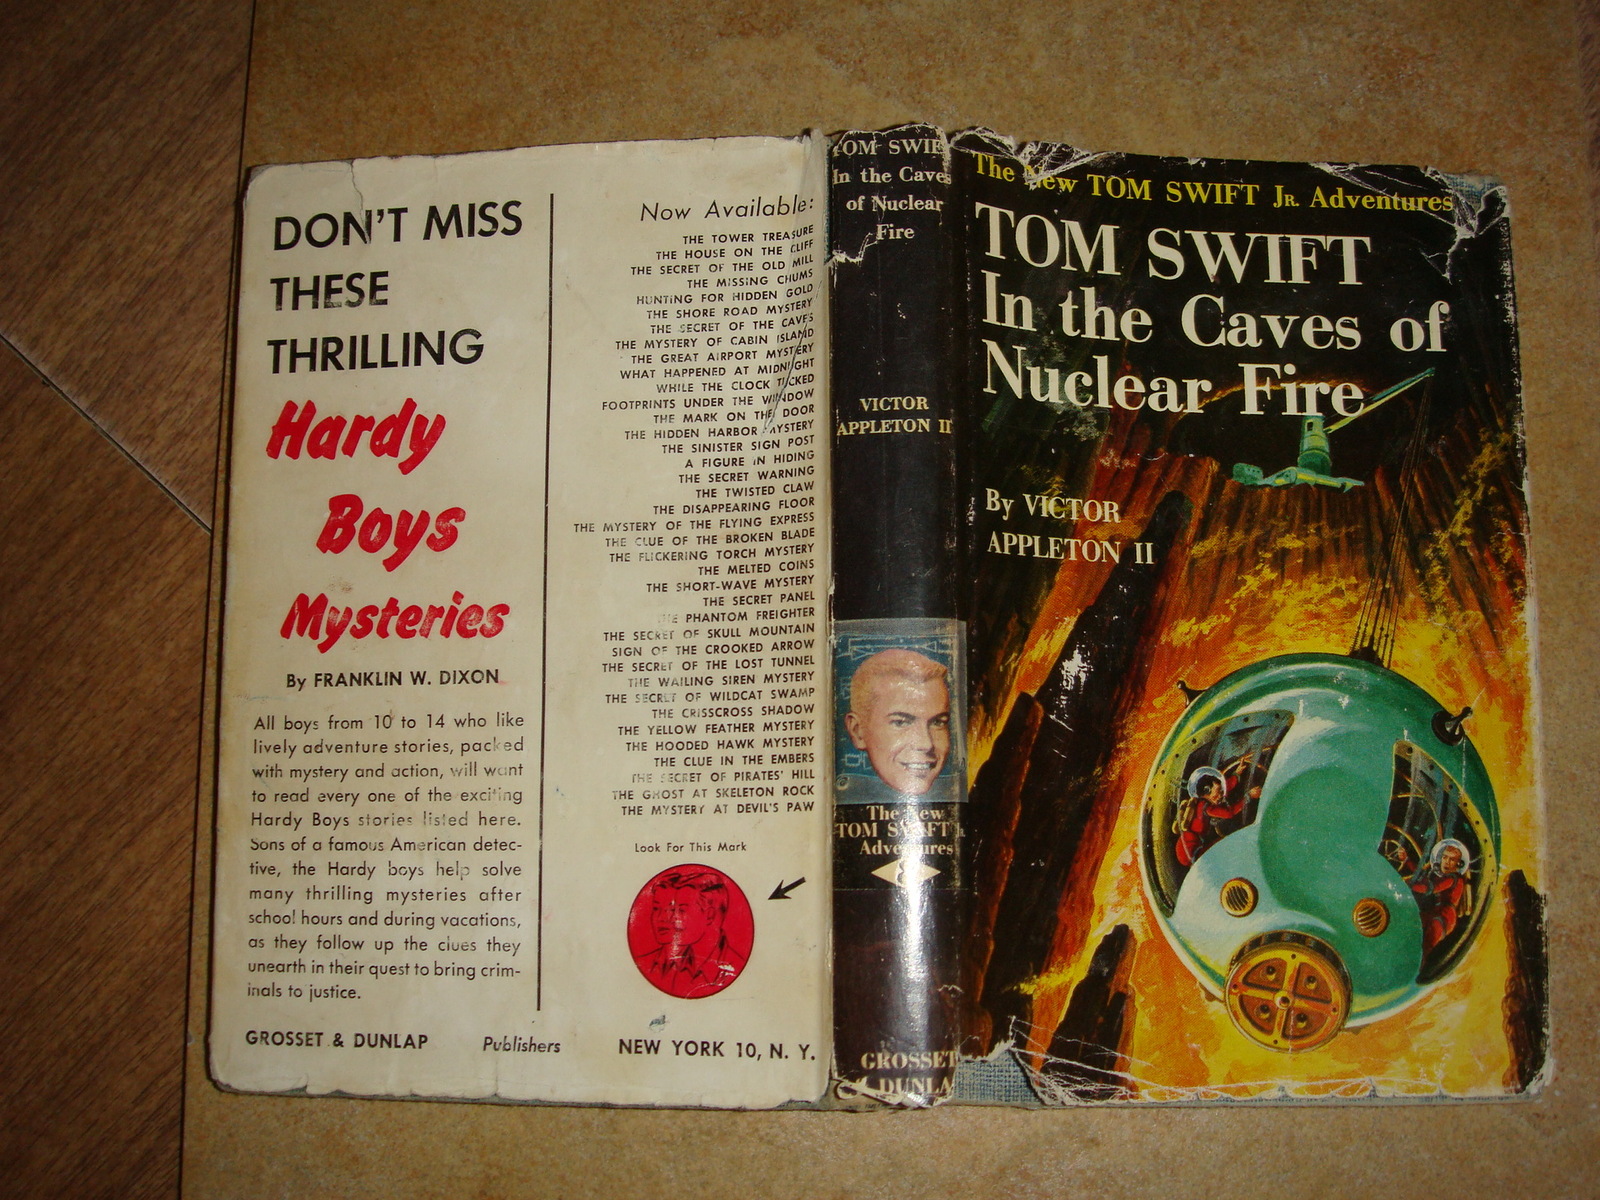 DON'T MISS
THESE
THRILLING
Hardy
Boys
Mysteries
By FRANKLIN W. DIXON
All boys from 10 to 14 who like
lively adventure stories, packed
with mystery and action, will want
to read every one of the exciting
Hardy Boys stories listed here.
Sons of a famous American detec-
tive, the Hardy boys help solve
many thrilling mysteries after
school hours and during vacations,
as they follow up the clues they
unearth in their quest to bring crim-
inals to justice.
GROSSET & DUNLAP Publishers NEW YORK 10, N. Y.
Now Available:
THE TOWER TREASURE
THE HOUSE ON THE CLIFF
THE SECRET OF THE OLD MILL
THE MISSING CHUMS
HUNTING FOR HIDDEN GOLD
THE SHORE ROAD MYSTERY
THE SECRET OF THE CAVES
THE MYSTERY OF CABIN ISLAND
THE GREAT AIRPORT MYSTERY
WHAT HAPPENED AT MIDNIGHT
WHILE THE CLOCK TICKED
FOOTPRINTS UNDER THE WINDOW
THE MARK ON THE DOOR
THE HIDDEN HARBOR MYSTERY
THE SINISTER SIGN POST
A FIGURE IN HIDING
THE SECRET WARNING
THE TWISTED CLAW
THE DISAPPEARING FLOOR
THE MYSTERY OF THE FLYING EXPRESS
THE CLUE OF THE BROKEN BLADE
THE FLICKERING TORCH MYSTERY
THE MELTED COINS
THE SHORT-WAVE MYSTERY
THE SECRET PANEL
THE PHANTOM FREIGHTER
THE SECRET OF SKULL MOUNTAIN
SIGN OF THE CROOKED ARROW
THE SECRET OF THE LOST TUNNEL
THE WAILING SIREN MYSTERY
THE SECRET OF WILDCAT SWAMP
THE CRISSCROSS SHADOW
THE YELLOW FEATHER MYSTERY
THE HOODED HAWK MYSTERY
THE CLUE IN THE EMBERS
THE SECRET OF PIRATES' HILL
THE GHOST AT SKELETON ROCK
THE MYSTERY AT DEVIL'S PAW
Look For This Mark
TOM SWIF
In the Caves
of Nuclear
Fire
VICTOR
APPLETON II
The New
TOM SWIFT Jr.
Adventures
8
GROSSET
& DUNLA
The New TOM SWIFT JR. Adventures
TOM SWIFT
In the Caves of
Nuclear Fire
By VICTOR
APPLETON II